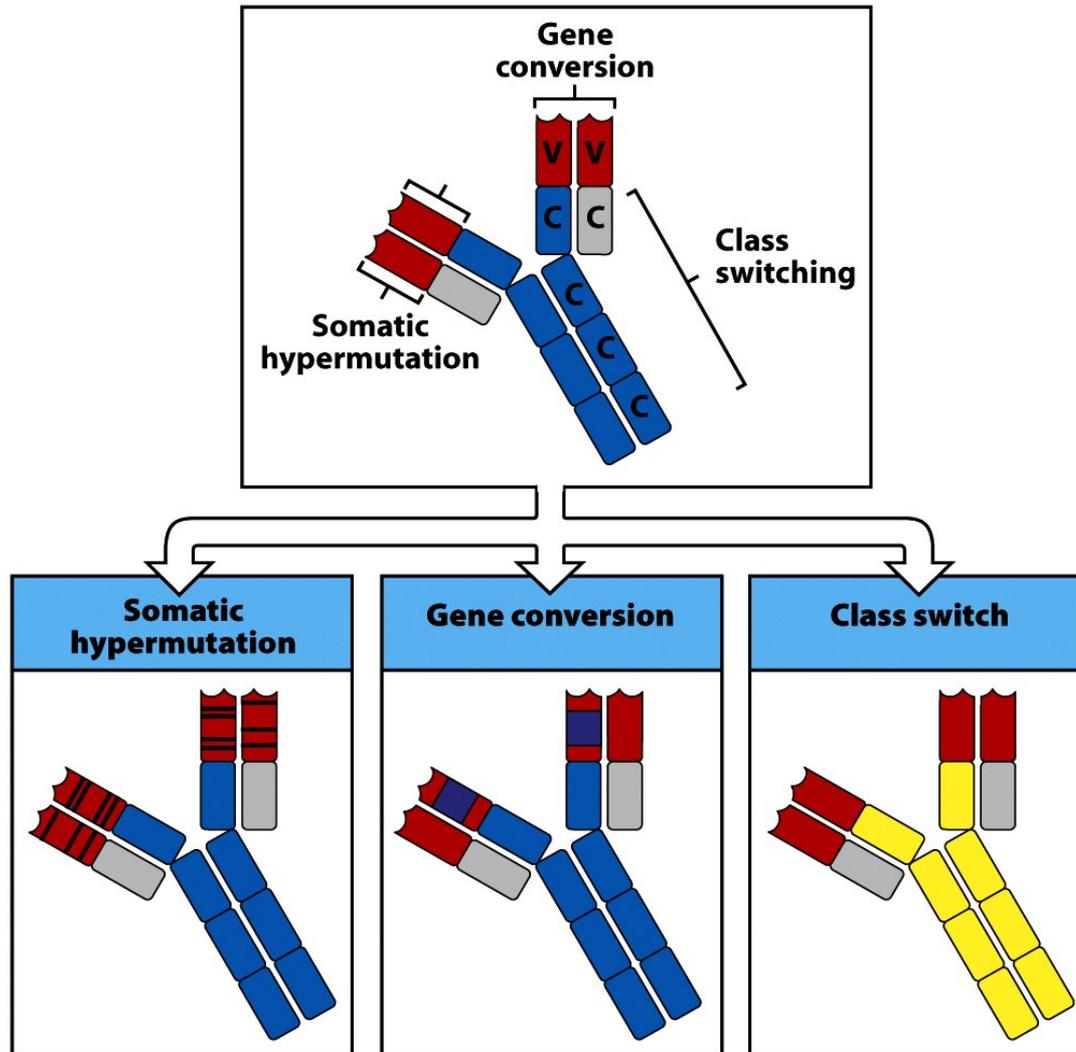 Gene
conversion
V V
C C
Class
switching
C
Somatic
hypermutation
C
C
Somatic
hypermutation
Gene conversion
Class switch